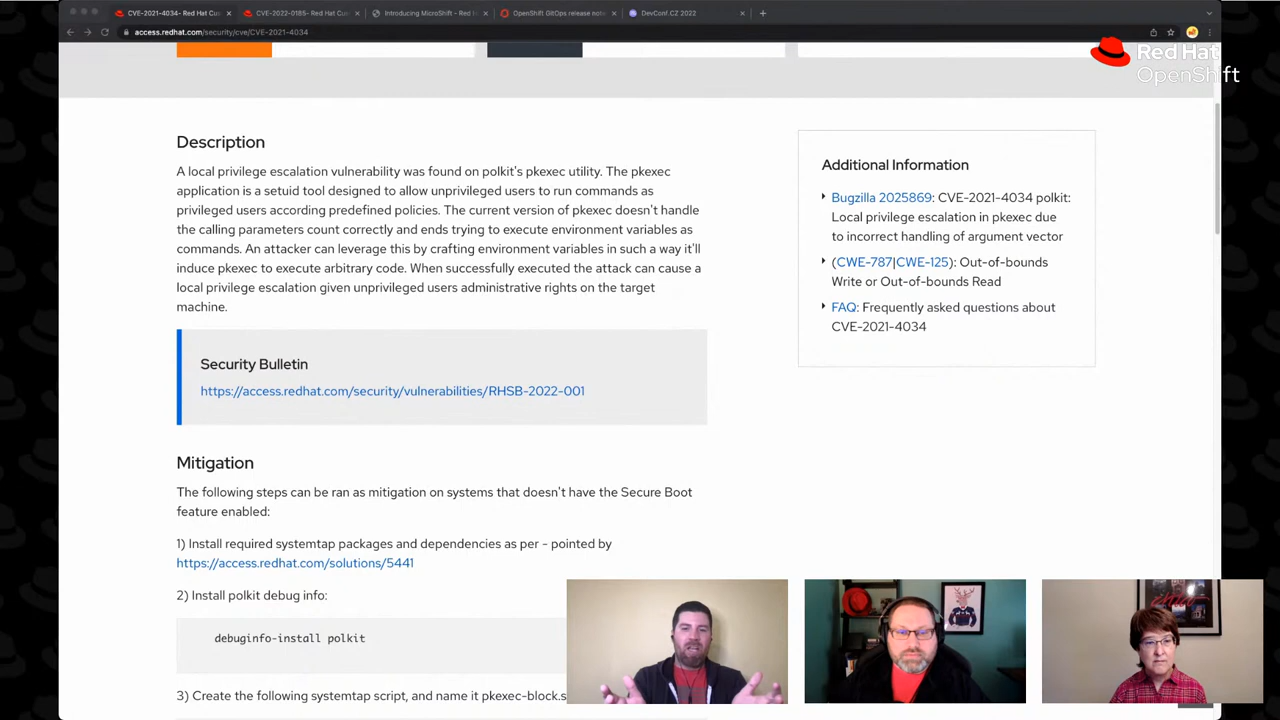 CVE-2021-4034- Red Hat Cu
CVE-2022-0185- Red Hat Cus
Introducing MicroShift - Red H
OpenShift GitOps release not
DevConf.CZ 2022
access.redhat.com/security/cve/CVE-2021-4034
Red Hat
OpenShift
Description
A local privilege escalation vulnerability was found on polkit's pkexec utility. The pkexec
application is a setuid tool designed to allow unprivileged users to run commands as
privileged users according predefined policies. The current version of pkexec doesn't handle
the calling parameters count correctly and ends trying to execute environment variables as
commands. An attacker can leverage this by crafting environment variables in such a way it'll
induce pkexec to execute arbitrary code. When successfully executed the attack can cause a
local privilege escalation given unprivileged users administrative rights on the target
machine.
Security Bulletin
https://access.redhat.com/security/vulnerabilities/RHSB-2022-001
Mitigation
The following steps can be ran as mitigation on systems that doesn't have the Secure Boot
feature enabled:
1) Install required systemtap packages and dependencies as per - pointed by
https://access.redhat.com/solutions/5441
2) Install polkit debug info:
debuginfo-install polkit
3) Create the following systemtap script, and name it pkexec-block.s
Additional Information
Bugzilla 2025869: CVE-2021-4034 polkit:
Local privilege escalation in pkexec due
to incorrect handling of argument vector
(CWE-787|CWE-125): Out-of-bounds
Write or Out-of-bounds Read
FAQ: Frequently asked questions about
CVE-2021-4034